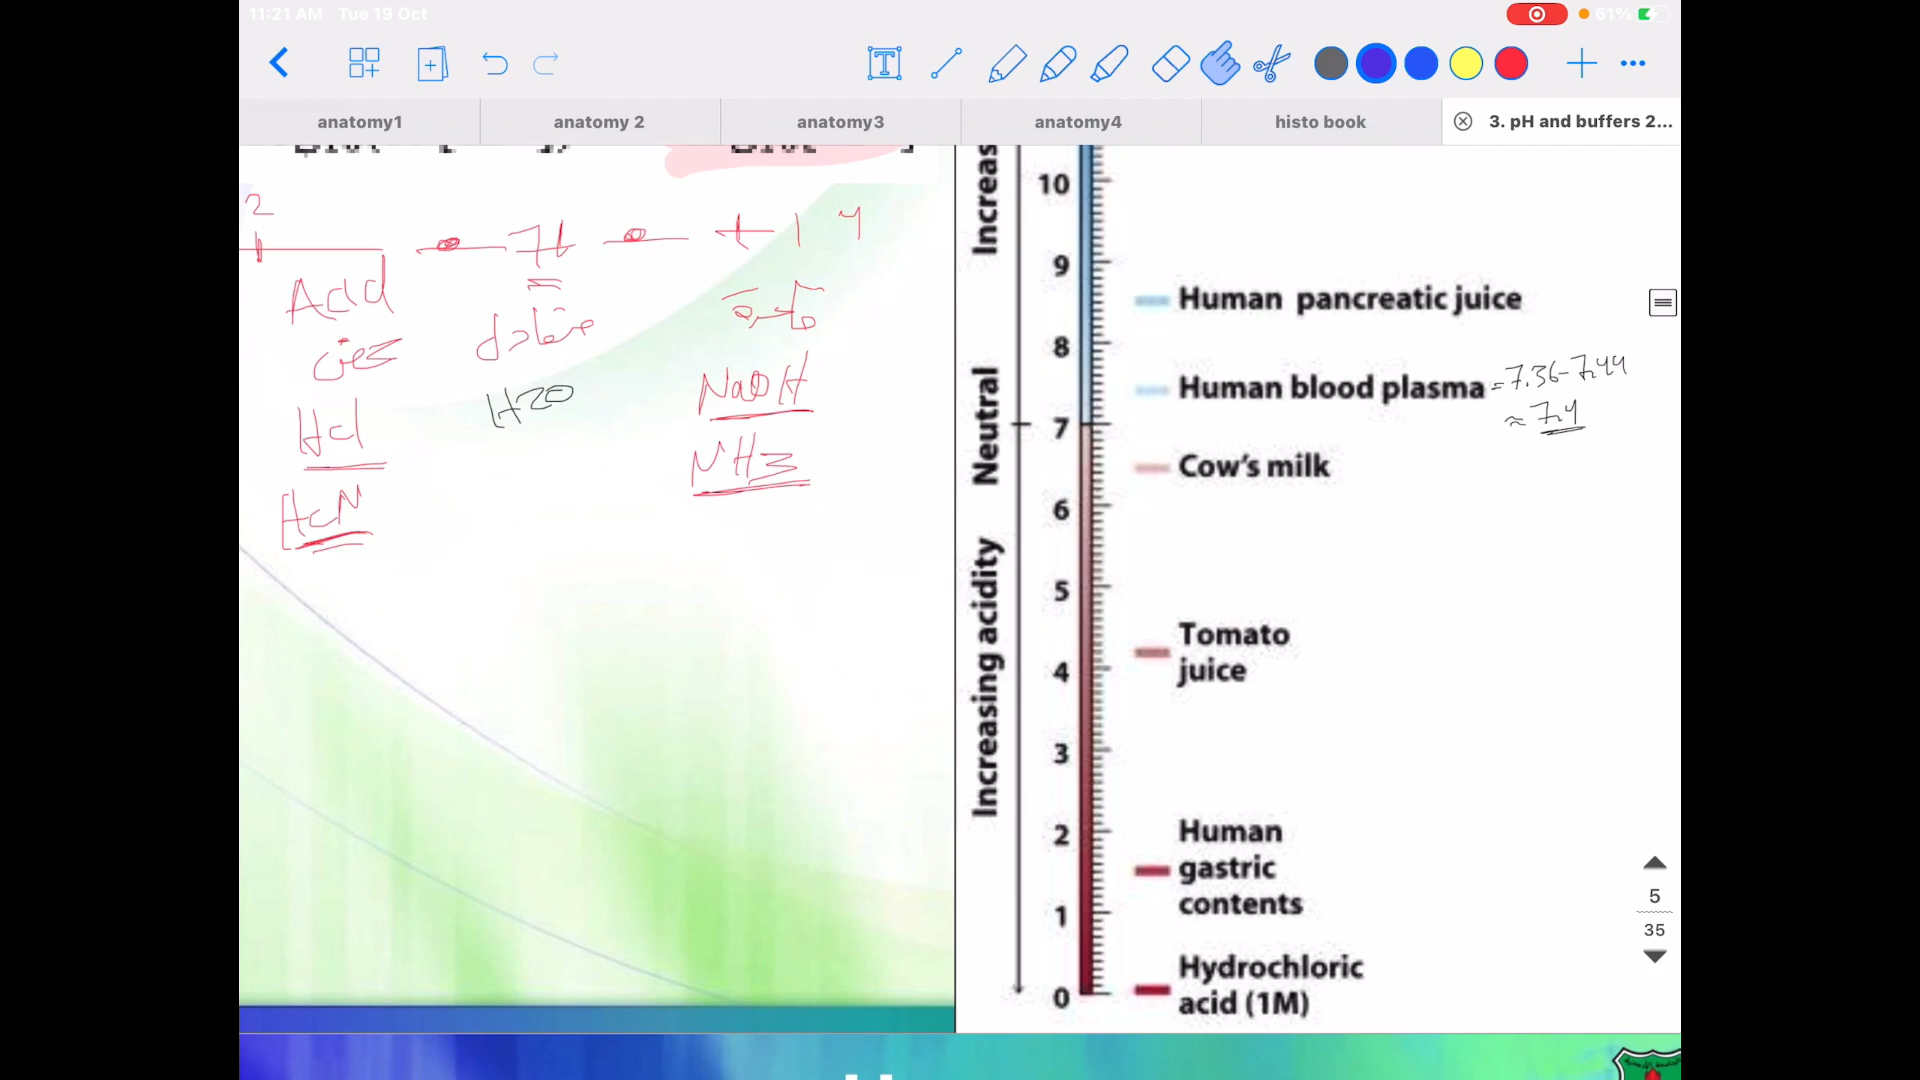 11:21 AM Tue 19 Oct
61%
anatomy1
anatomy 2
anatomy3
anatomy4
histo book
3. pH and buffers 2...
2
7
14
Acid
HCl
HCN
متعادل
H2O
قاعدة
NaOH
NH3
Increas
Neutral
Increasing acidity
10
9
Human pancreatic juice
8
Human blood plasma = 7.36-7.44
≈ 7.4
7
Cow's milk
6
5
Tomato
juice
4
3
2
Human
gastric
contents
1
Hydrochloric
acid (1M)
0
5
35